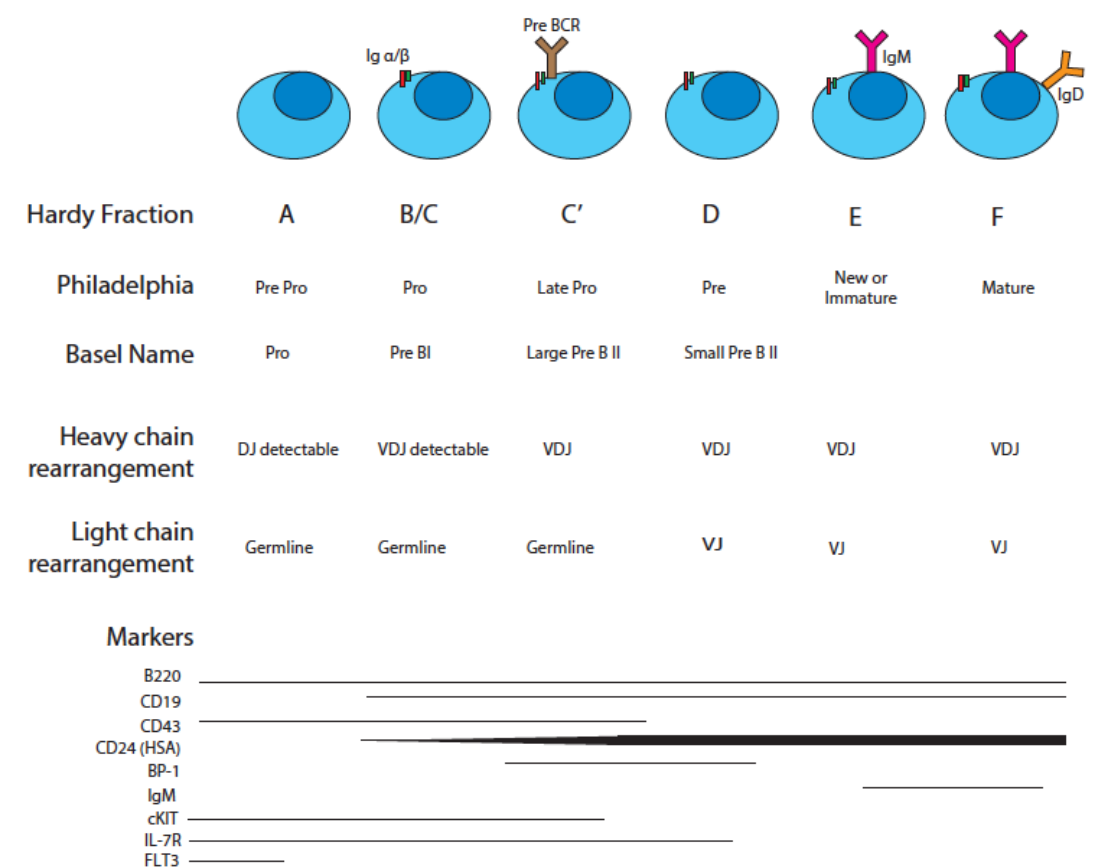 Pre BCR
Ig α/β
IgM
IgD
Hardy Fraction A B/C C’ D E F
Philadelphia Pre Pro Pro Late Pro Pre New or Immature Mature
Basel Name Pro Pre BI Large Pre B II Small Pre B II
Heavy chain rearrangement DJ detectable VDJ detectable VDJ VDJ VDJ VDJ
Light chain rearrangement Germline Germline Germline VJ VJ VJ
Markers
B220
CD19
CD43
CD24 (HSA)
BP-1
IgM
cKIT
IL-7R
FLT3